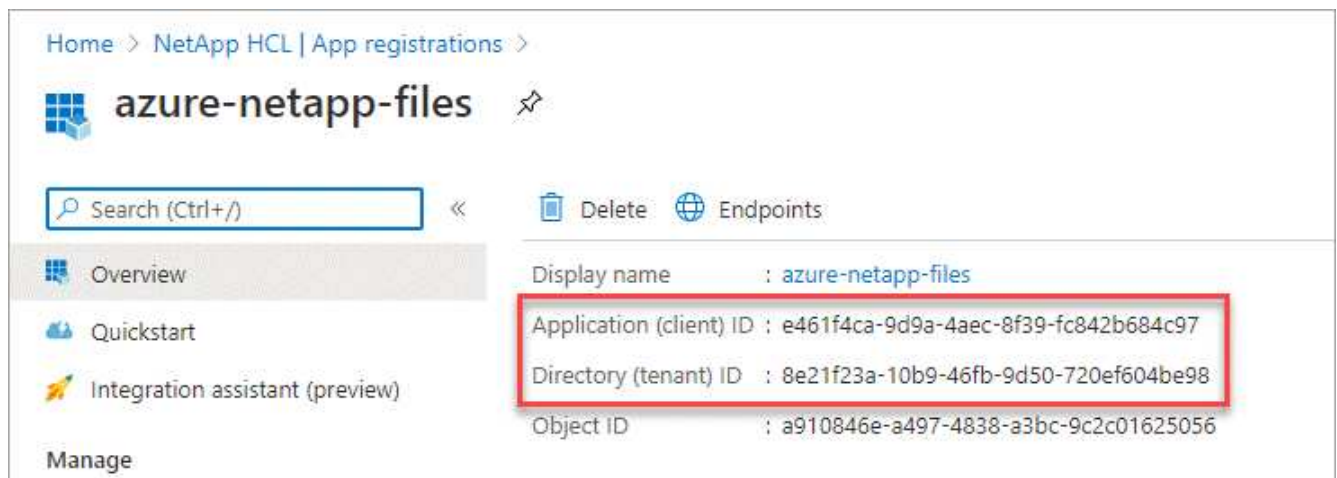 Home > NetApp HCL | App registrations >
azure-netapp-files
Search (Ctrl+/)
«
Delete
Endpoints
Overview
Quickstart
Integration assistant (preview)
Manage
Display name : azure-netapp-files
Application (client) ID : e461f4ca-9d9a-4aec-8f39-fc842b684c97
Directory (tenant) ID : 8e21f23a-10b9-46fb-9d50-720ef604be98
Object ID : a910846e-a497-4838-a3bc-9c2c01625056